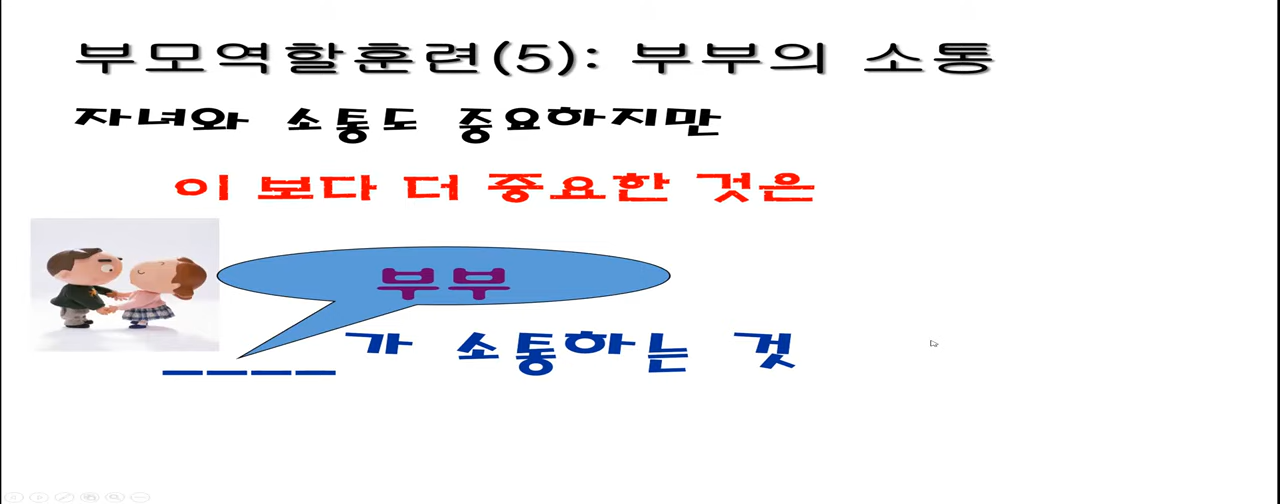 부모역할훈련(5): 부부의 소통
자녀와 소통도 중요하지만
이 보다 더 중요한 것은
부부
____가 소통하는 것